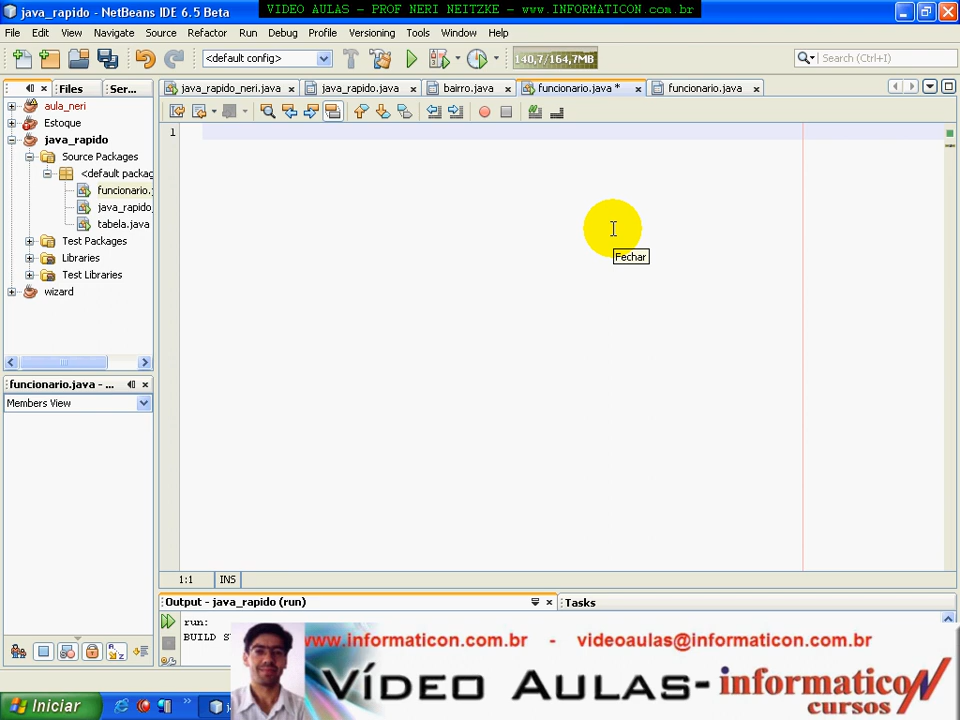 java_rapido - NetBeans IDE 6.5 Beta
VIDEO AULAS - PROF NERI NEITZKE - www.INFORMATICON.com.br
File Edit View Navigate Source Refactor Run Debug Profile Versioning Tools Window Help
<default config> 140,7/164,7MB Search (Ctrl+I)
Files Ser... java_rapido_neri.java java_rapido.java bairro.java funcionario.java * funcionario.java
aula_neri
Estoque
java_rapido
Source Packages
<default packag
funcionario.
java_rapido_
tabela.java
Test Packages
Libraries
Test Libraries
wizard
1
Fechar
funcionario.java - ...
Members View
1:1 INS
Output - java_rapido (run) Tasks
run:
BUILD
www.informaticon.com.br - videoaulas@informaticon.com.br
VÍDEO AULAS- informaticon
cursos
Iniciar